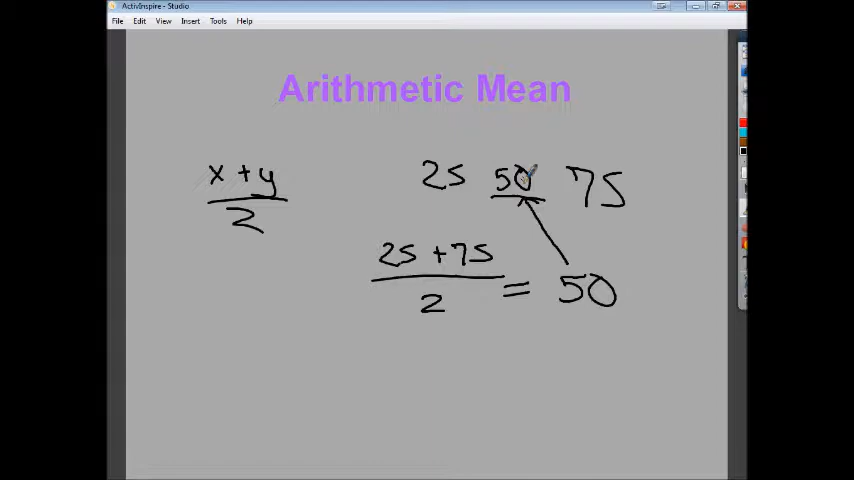 ActivInspire - Studio
File Edit View Insert Tools Help
Arithmetic Mean
x + y
2
25 50 75
25 + 75
2
= 50